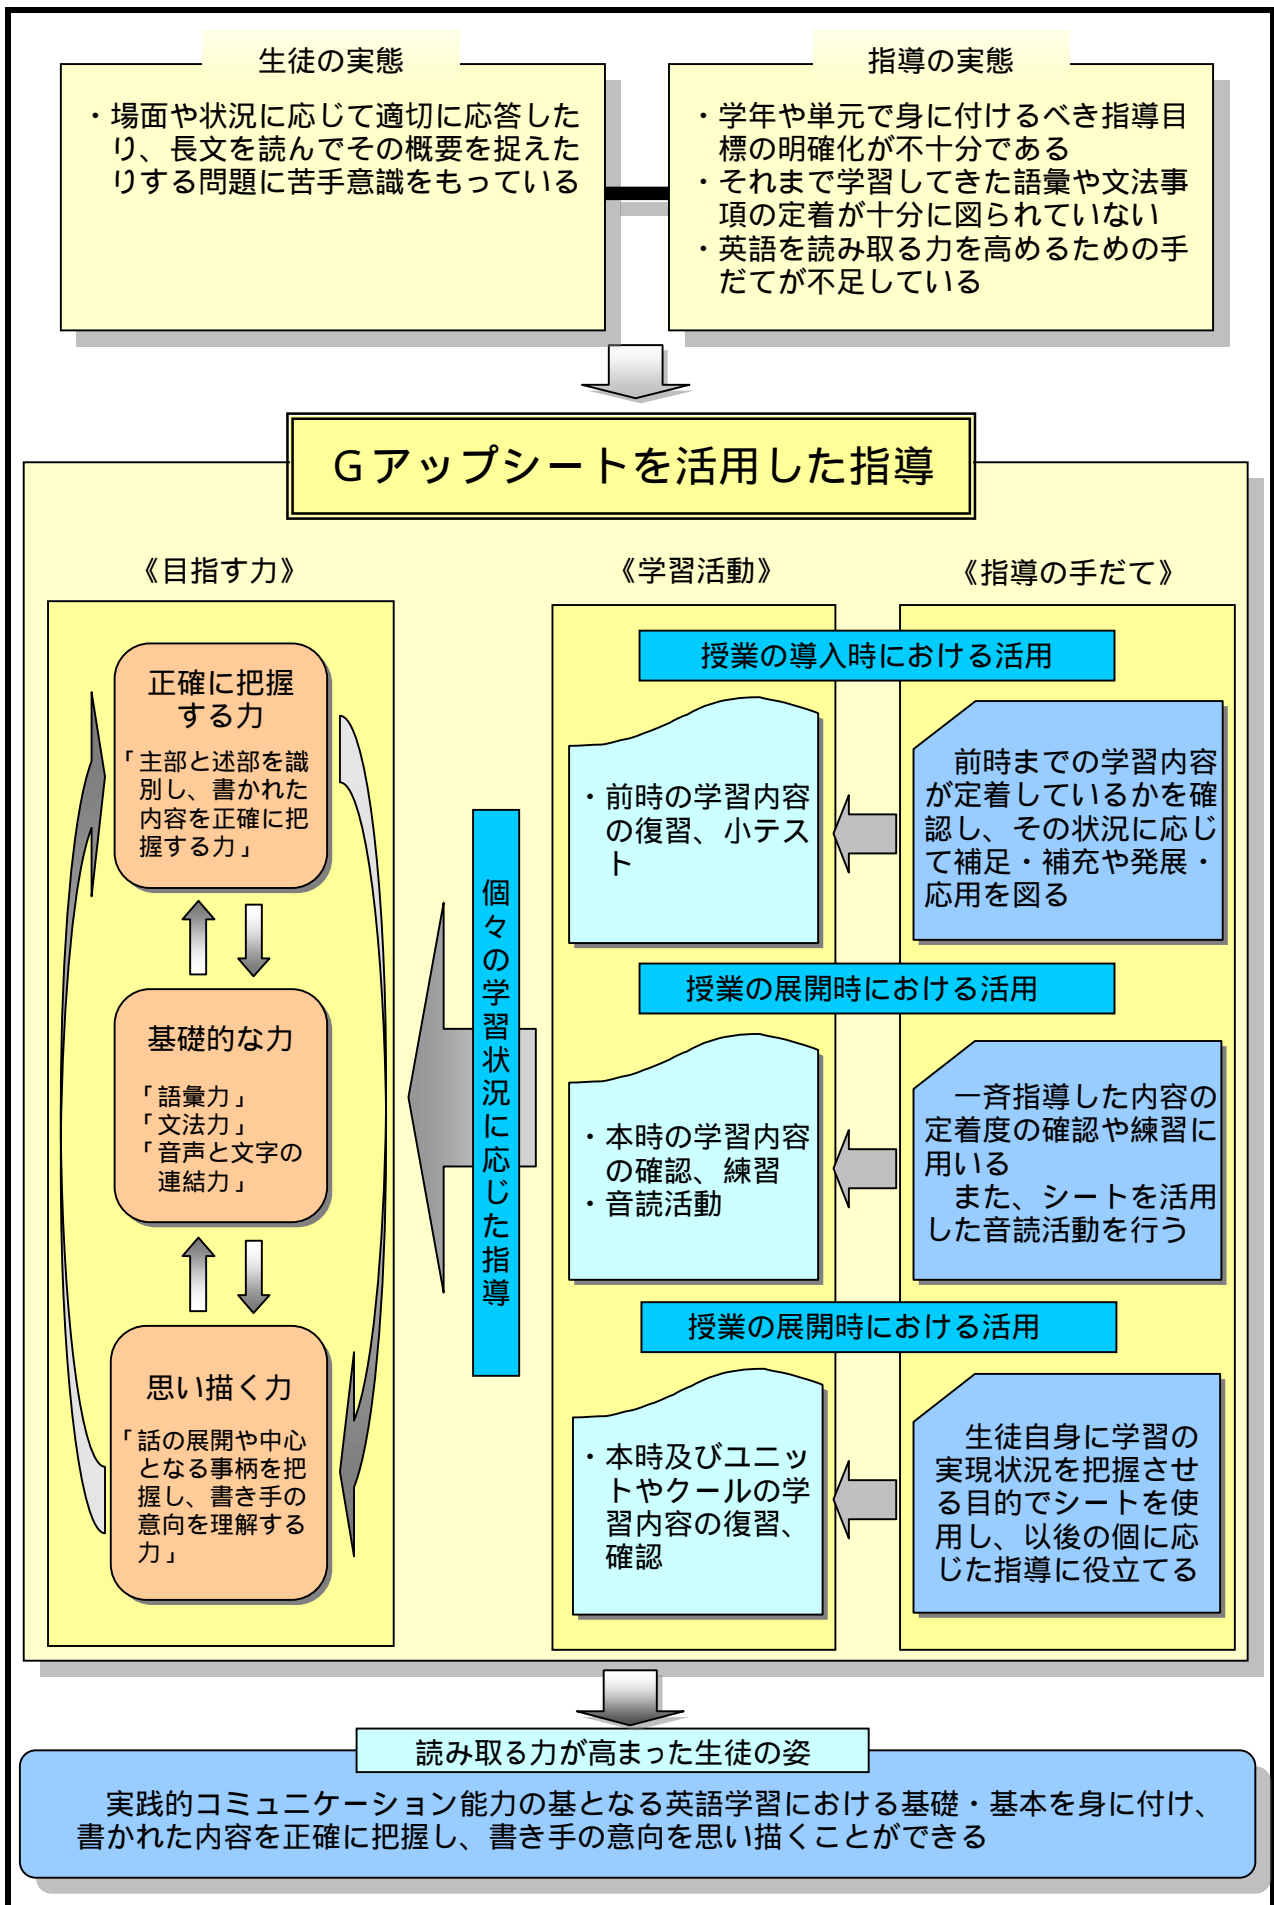 生徒の実態
・場面や状況に応じて適切に応答した
り、長文を読んでその概要を捉えた
りする問題に苦手意識をもっている
指導の実態
・学年や単元で身に付けるべき指導目
標の明確化が不十分である
・それまで学習してきた語彙や文法事
項の定着が十分に図られていない
・英語を読み取る力を高めるための手
だてが不足している
Gアップシートを活用した指導
《目指す力》
正確に把握
する力
「主部と述部を識
別し、書かれた
内容を正確に把
握する力」
基礎的な力
「語彙力」
「文法力」
「音声と文字の
連結力」
思い描く力
「話の展開や中心
となる事柄を把
握し、書き手の
意向を理解する
力」
個々の学習状況に応じた指導
《学習活動》
《指導の手だて》
授業の導入時における活用
・前時の学習内容
の復習、小テス
ト
前時までの学習内容
が定着しているかを確
認し、その状況に応じ
て補足・補充や発展・
応用を図る
授業の展開時における活用
・本時の学習内容
の確認、練習
・音読活動
一斉指導した内容の
定着度の確認や練習に
用いる
また、シートを活用
した音読活動を行う
授業の展開時における活用
・本時及びユニッ
トやクールの学
習内容の復習、
確認
生徒自身に学習の
実現状況を把握させ
る目的でシートを使
用し、以後の個に応
じた指導に役立てる
読み取る力が高まった生徒の姿
実践的コミュニケーション能力の基となる英語学習における基礎・基本を身に付け、
書かれた内容を正確に把握し、書き手の意向を思い描くことができる